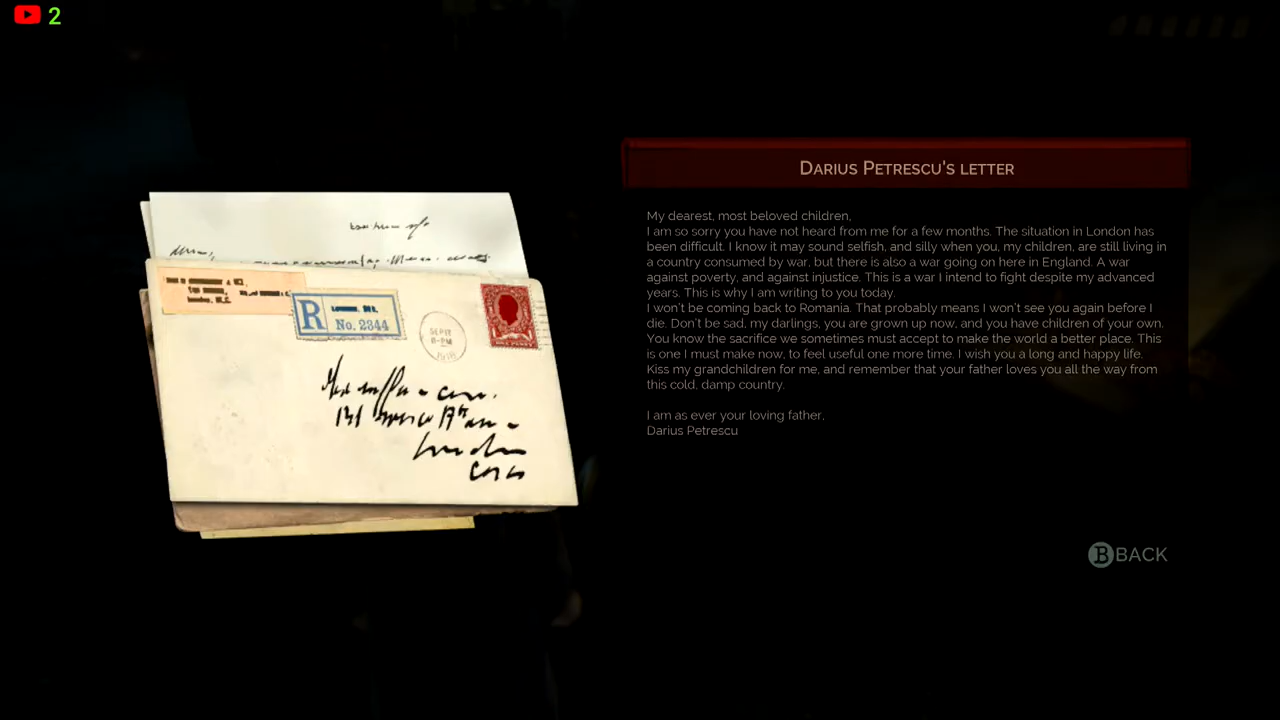 2
DARIUS PETRESCU'S LETTER
My dearest, most beloved children,
I am so sorry you have not heard from me for a few months. The situation in London has
been difficult. I know it may sound selfish, and silly when you, my children, are still living in
a country consumed by war, but there is also a war going on here in England. A war
against poverty, and against injustice. This is a war I intend to fight despite my advanced
years. This is why I am writing to you today.
I won't be coming back to Romania. That probably means I won't see you again before I
die. Don't be sad, my darlings, you are grown up now, and you have children of your own.
You know the sacrifice we sometimes must accept to make the world a better place. This
is one I must make now, to feel useful one more time. I wish you a long and happy life.
Kiss my grandchildren for me, and remember that your father loves you all the way from
this cold, damp country.
I am as ever your loving father,
Darius Petrescu
R
No. 2344
SEP12
8-PM
1918
ONE PENNY
London
B BACK